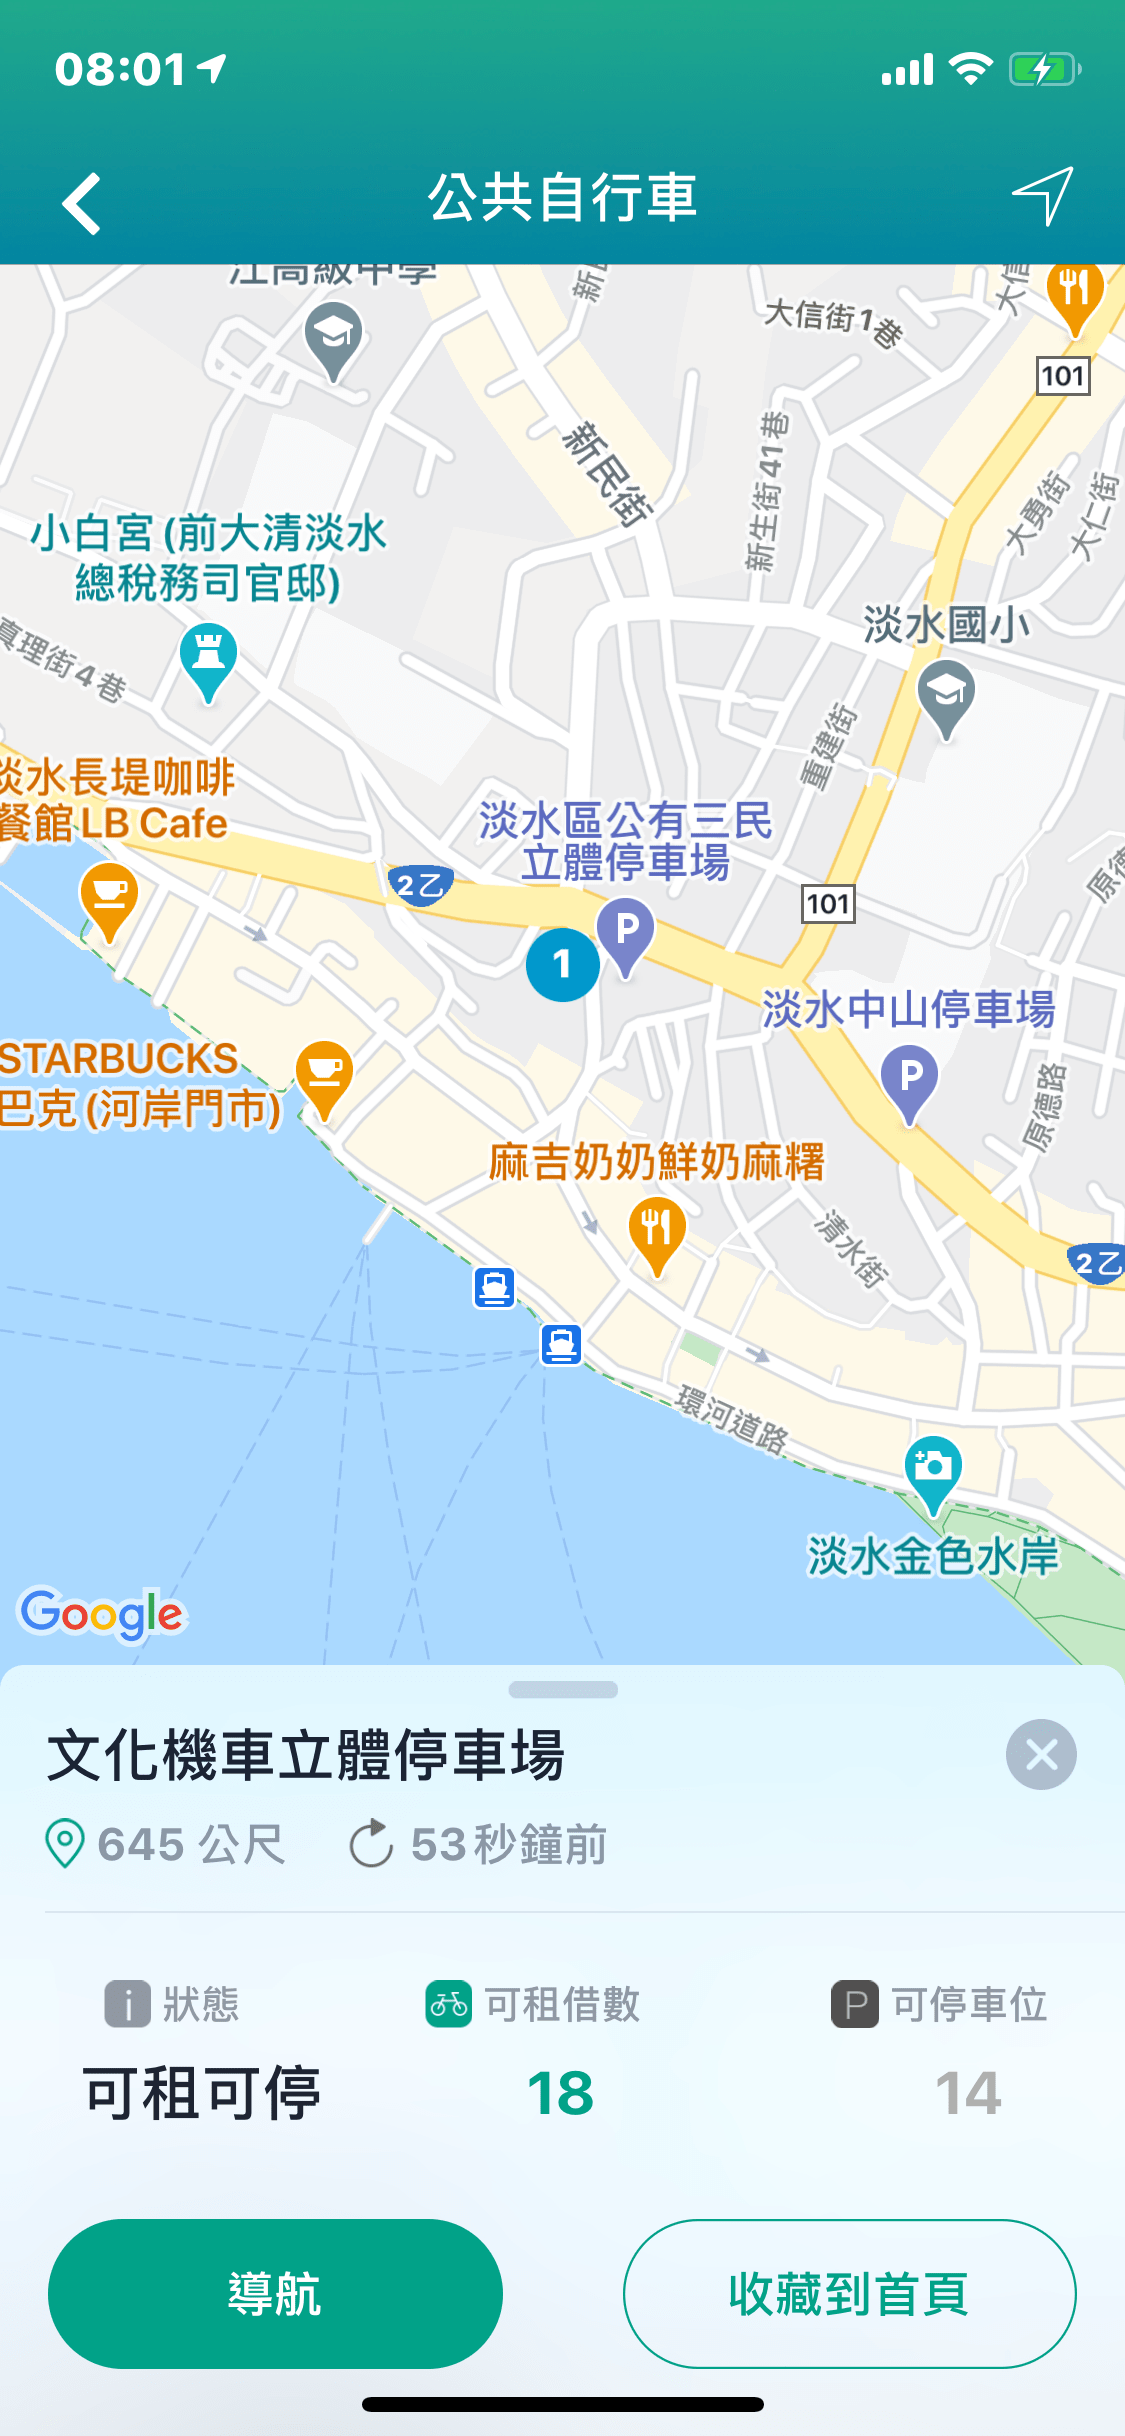 08:01
公共自行車
江高級中學
新民街
大信街1巷
101
新生街41巷
大勇街
大仁街
小白宮(前大清淡水
總稅務司官邸)
淡水國小
真理街4巷
重建街
淡水長堤咖啡
餐館LB Cafe
淡水區公有三民
立體停車場
2乙
101
P
1
淡水中山停車場
P
STARBUCKS
巴克(河岸門市)
原德路
麻吉奶奶鮮奶麻糬
清水街
2乙
環河道路
淡水金色水岸
Google
文化機車立體停車場
645 公尺 53秒鐘前
i 狀態 可租借數 P 可停車位
可租可停 18 14
導航 收藏到首頁